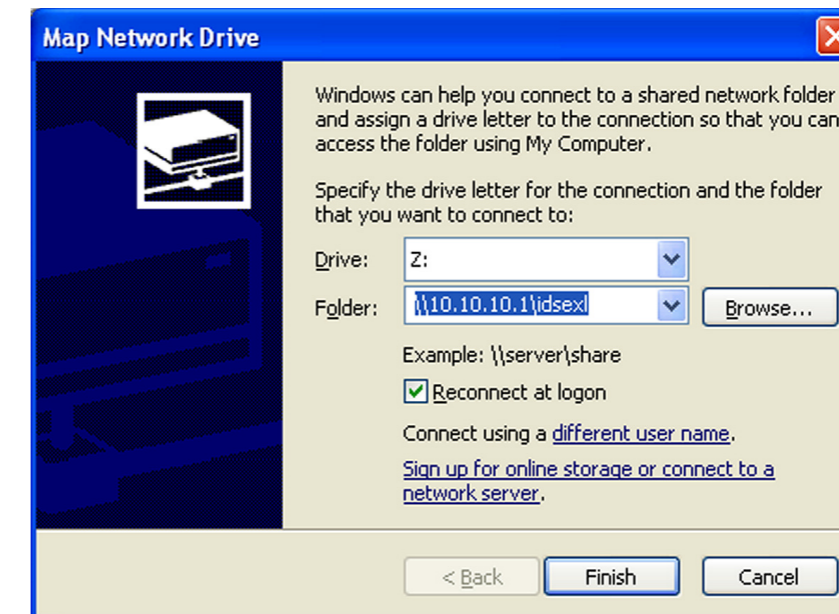 Map Network Drive
Windows can help you connect to a shared network folder
and assign a drive letter to the connection so that you can
access the folder using My Computer.
Specify the drive letter for the connection and the folder
that you want to connect to:
Drive: Z:
Folder: \\10.10.10.1\idsexl Browse...
Example: \\server\share
Reconnect at logon
Connect using a different user name.
Sign up for online storage or connect to a
network server.
< Back Finish Cancel